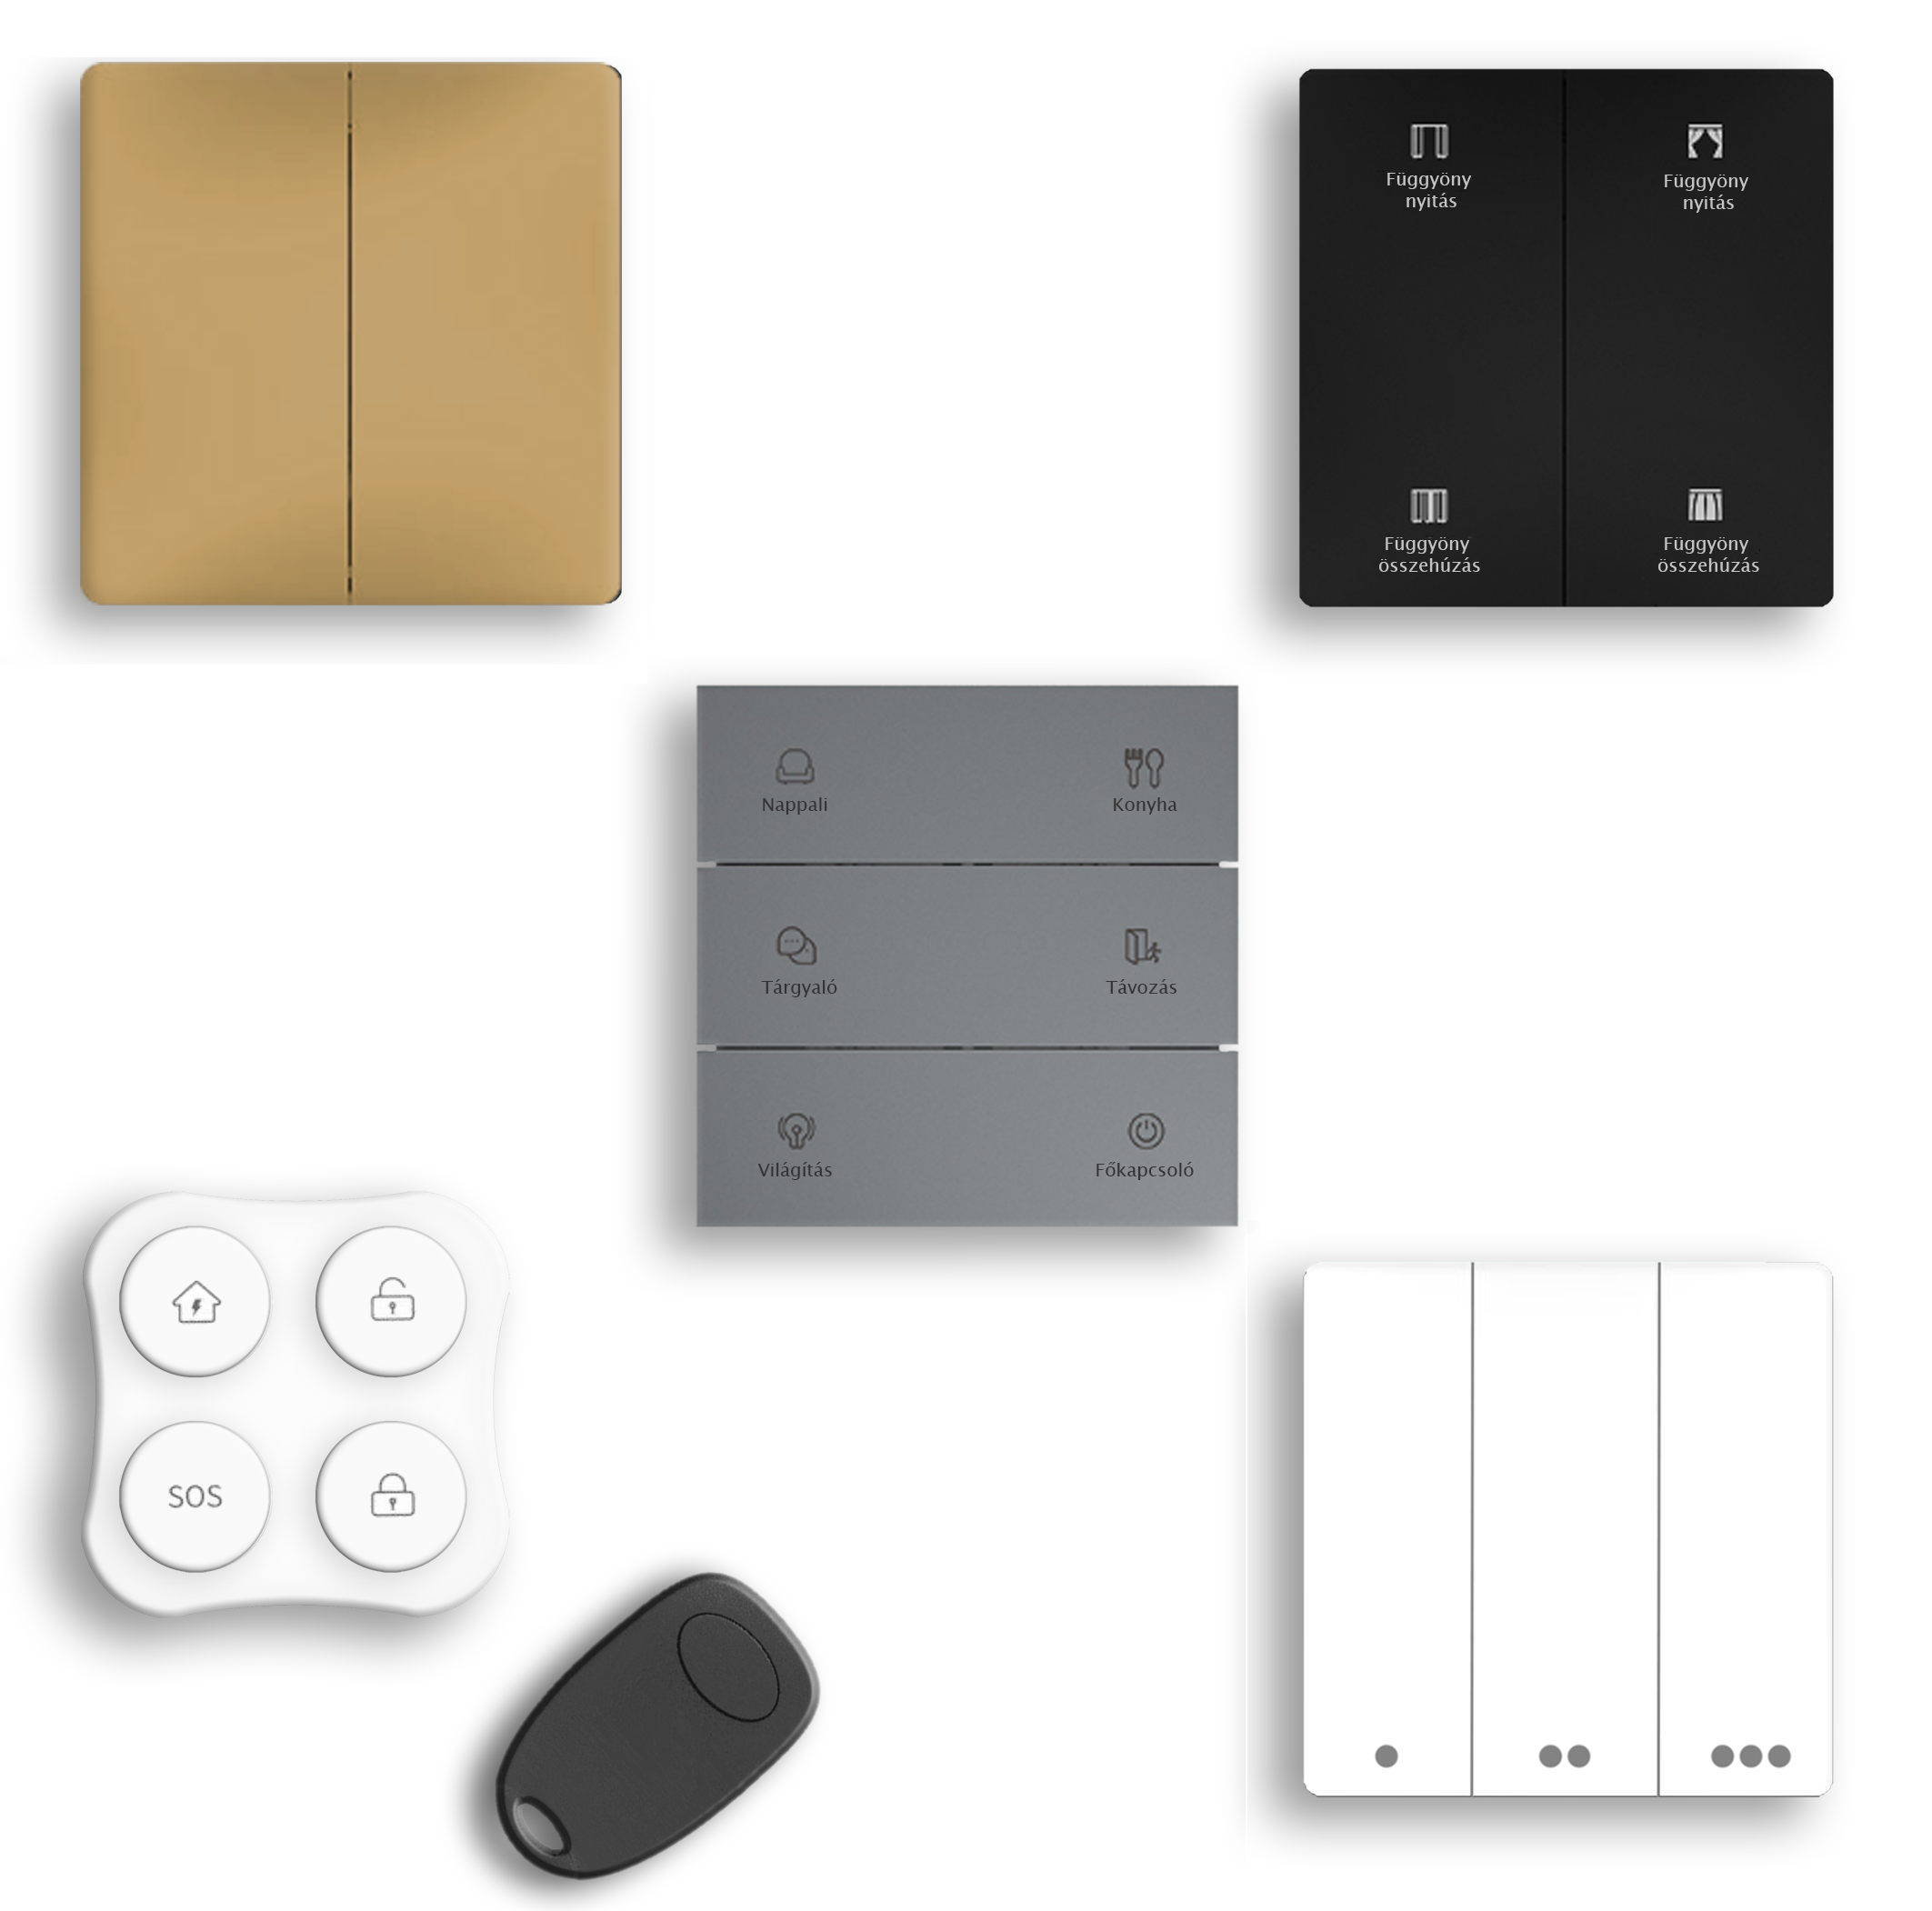 Függyöny
nyitás
Függyöny
nyitás
Függyöny
összehúzás
Függyöny
összehúzás
Nappali
Konyha
Tárgyaló
Távozás
Világítás
Főkapcsoló
SOS